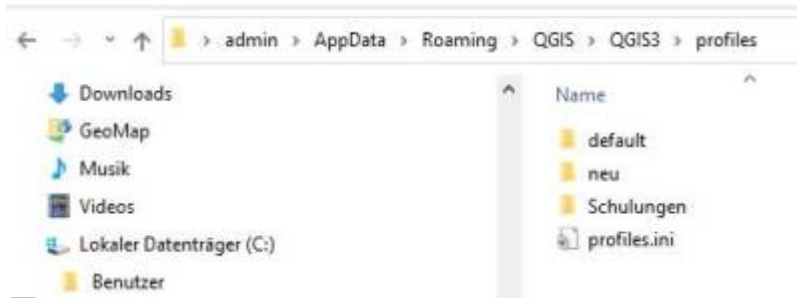 admin > AppData > Roaming > QGIS > QGIS3 > profiles
Downloads
GeoMap
Musik
Videos
Lokaler Datenträger (C:)
Benutzer
Name
default
neu
Schulungen
profiles.ini